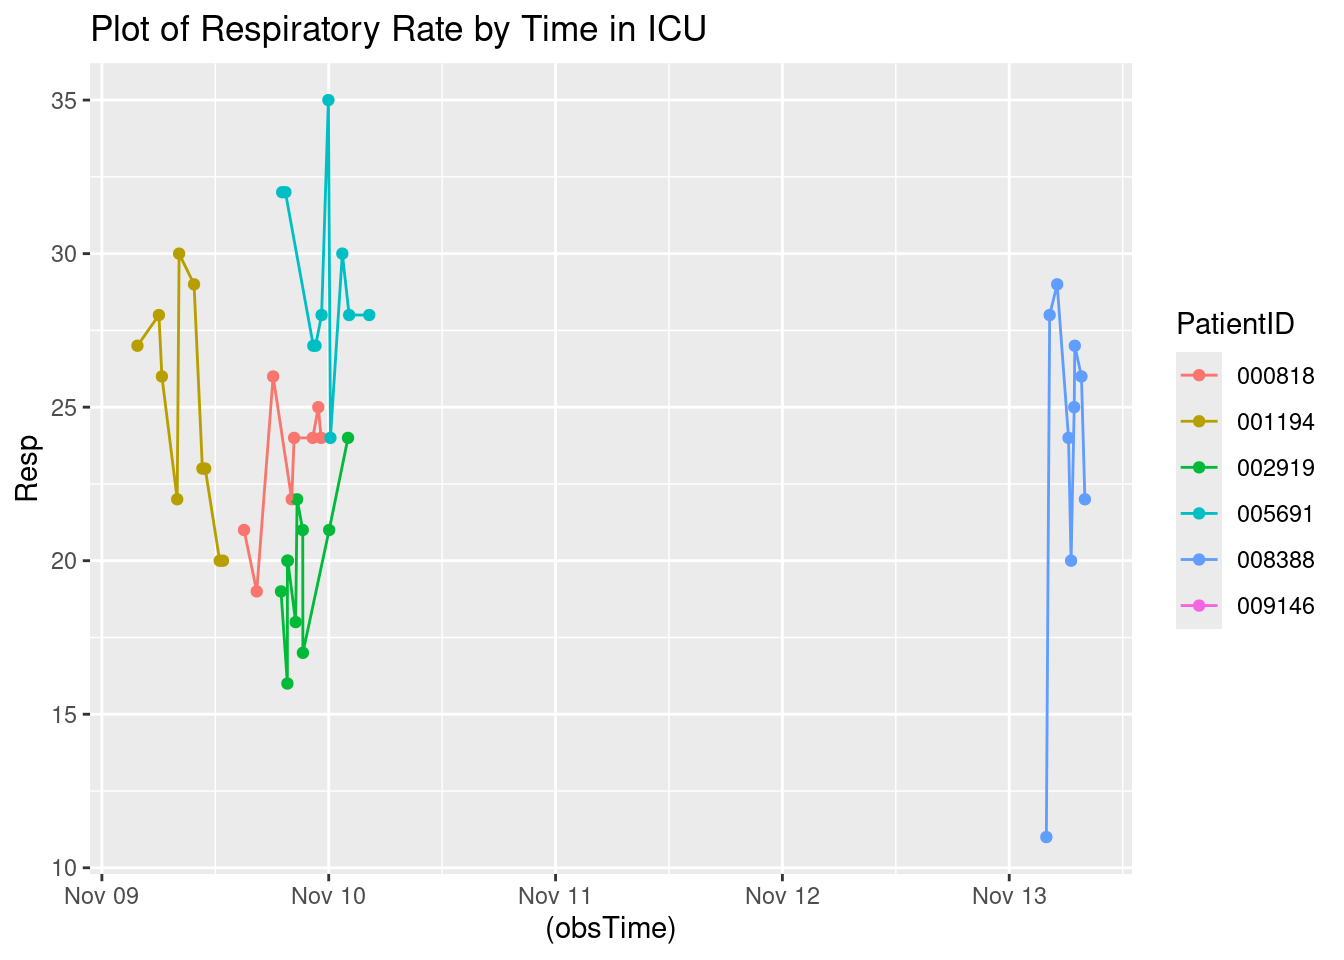 Plot of Respiratory Rate by Time in ICU
35
30
25
20
15
10
Resp
Nov 09
Nov 10
Nov 11
Nov 12
Nov 13
(obsTime)
PatientID
000818
001194
002919
005691
008388
009146